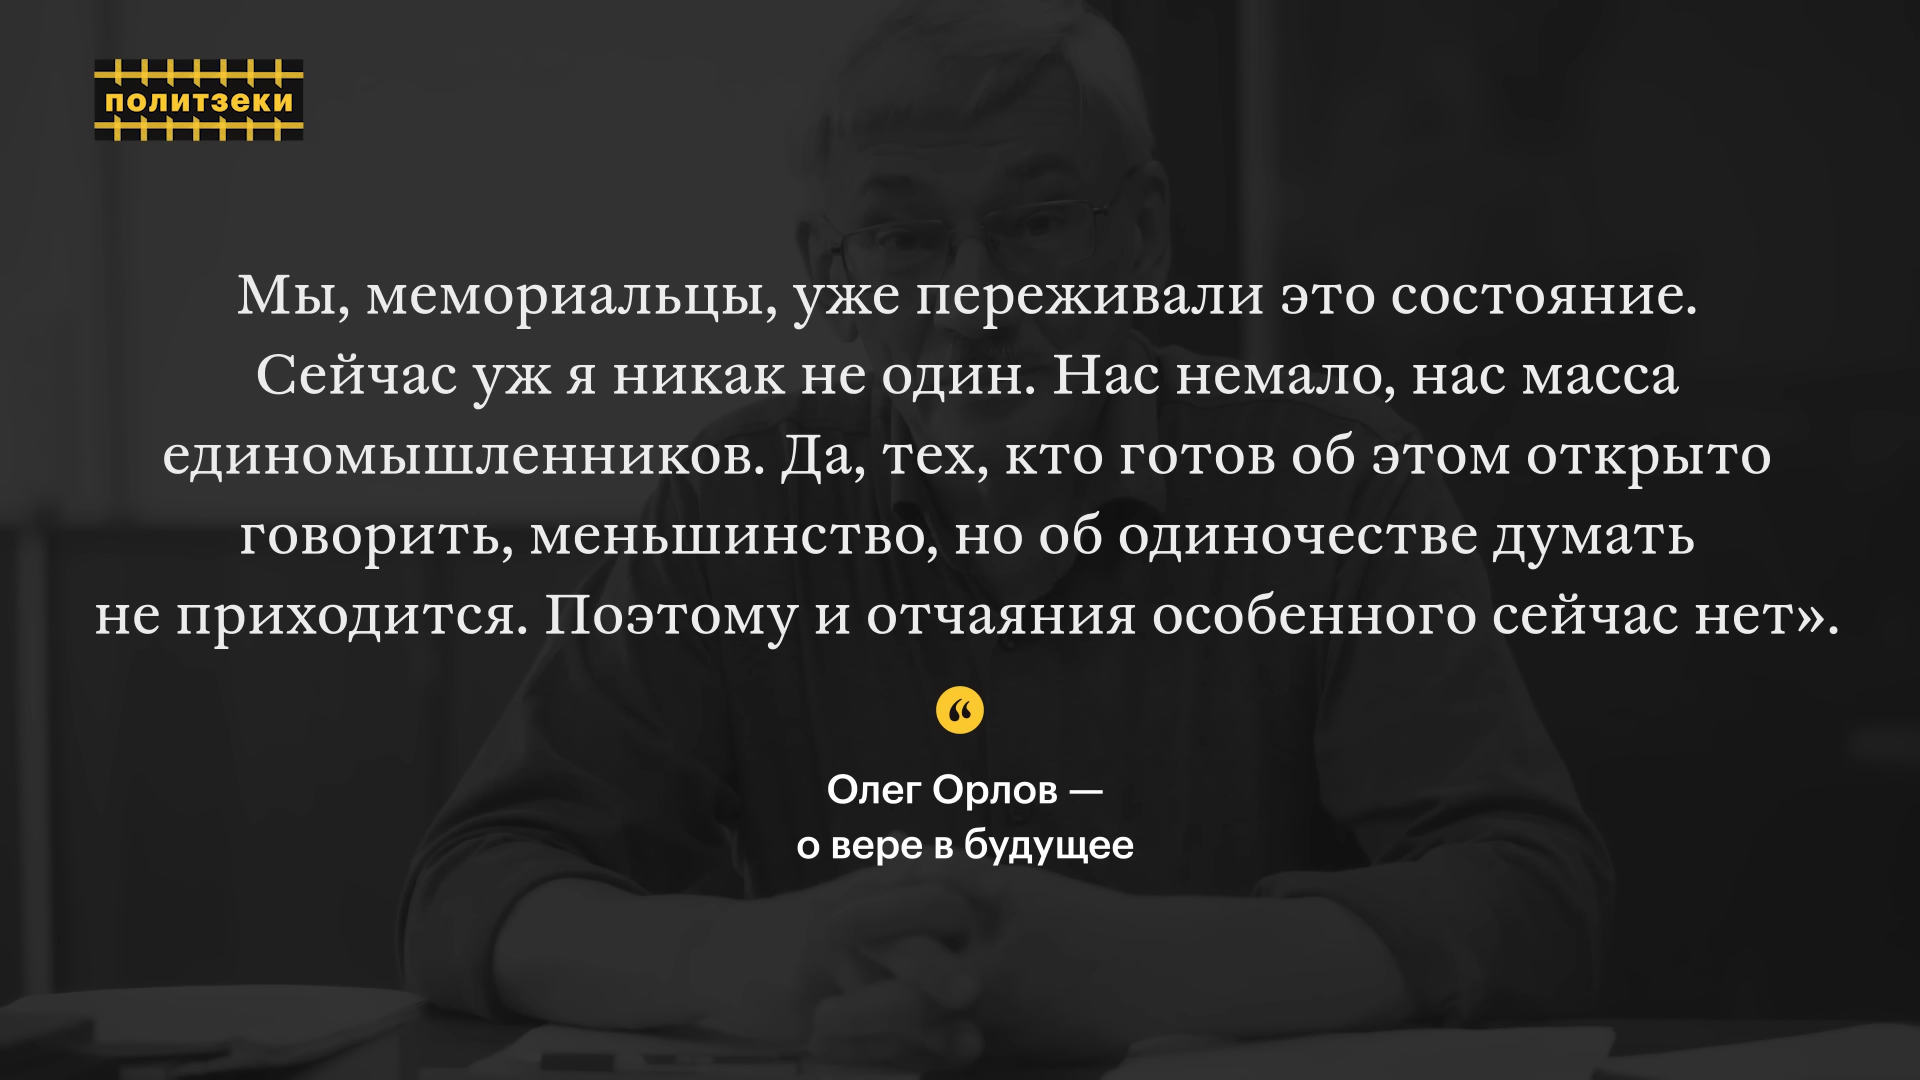 политзеки
Мы, мемориальцы, уже переживали это состояние.
Сейчас уж я никак не один. Нас немало, нас масса
единомышленников. Да, тех, кто готов об этом открыто
говорить, меньшинство, но об одиночестве думать
не приходится. Поэтому и отчаяния особенного сейчас нет».
“
Олег Орлов —
о вере в будущее